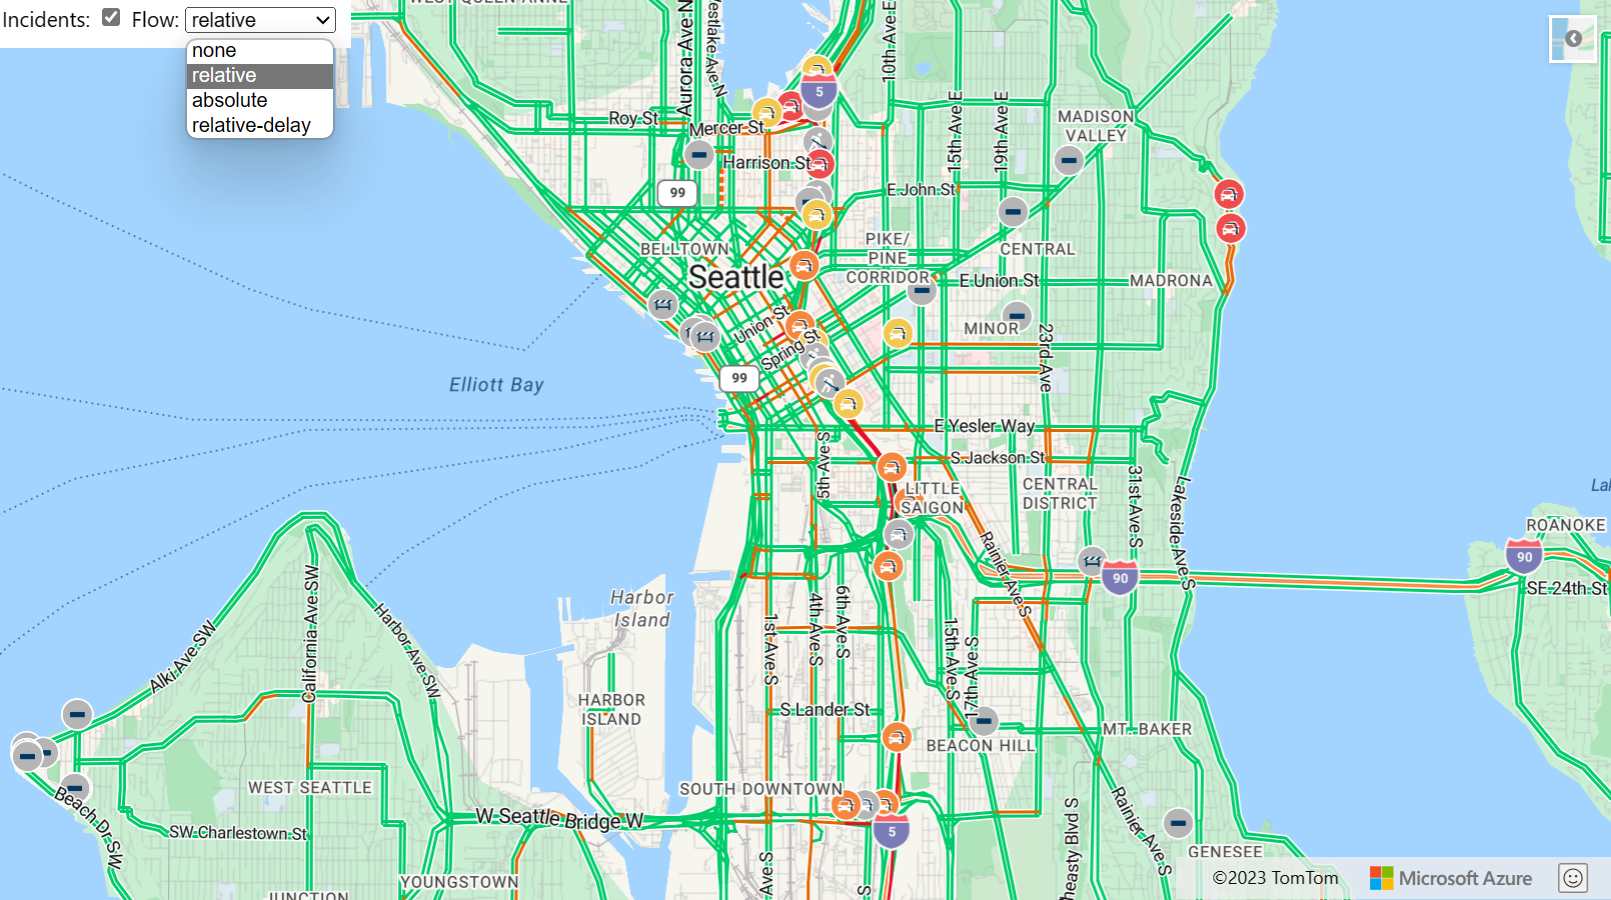 Incidents: Flow: relative
none
relative
absolute
relative-delay
WEST QUEEN ANNE
Aurora Ave N
Westlake Ave N
10th Ave E
5
Roy St
Mercer St
Harrison St
99
15th Ave E
19th Ave E
MADISON
VALLEY
E John St
BELLTOWN
Seattle
PIKE/
PINE
CORRIDOR
CENTRAL
E Union St
MADRONA
Union St
Spring St
MINOR
23rd Ave
99
Elliott Bay
E Yesler Way
S Jackson St
5th Ave S
LITTLE
SAIGON
CENTRAL
DISTRICT
31st Ave S
Lakeside Ave S
ROANOKE
90
90
SE 24th St
Rainier Ave S
Harbor
Island
California Ave SW
Harbor Ave SW
Alki Ave SW
1st Ave S
4th Ave S
6th Ave S
15th Ave S
17th Ave S
HARBOR
ISLAND
S Lander St
BEACON HILL
MT. BAKER
WEST SEATTLE
SOUTH DOWNTOWN
Beach Dr SW
SW Charlestown St
W Seattle Bridge W
5
Rainier Ave S
GENESEE
YOUNGSTOWN
JUNCTION
Ave S
S
heasty Blvd S
©2023 TomTom
Microsoft Azure